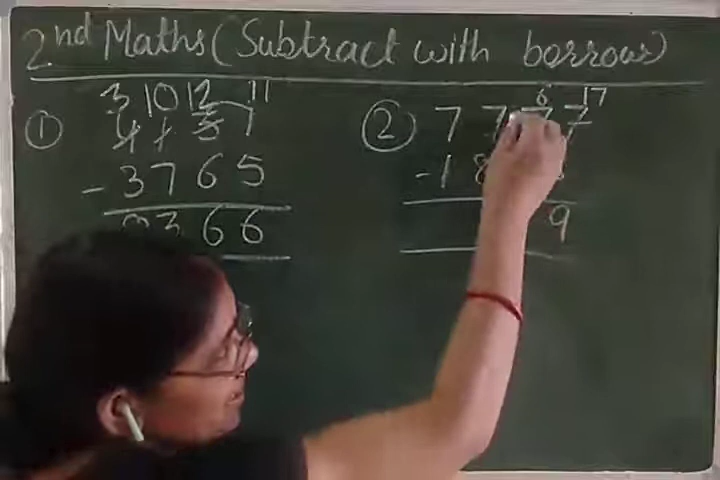 2nd Maths (Subtract with borrow)
① 3 10 12 11
4 1 3 1
- 3 7 6 5
0 3 6 6
② 6 17
7 7 7 7
- 1 8
9